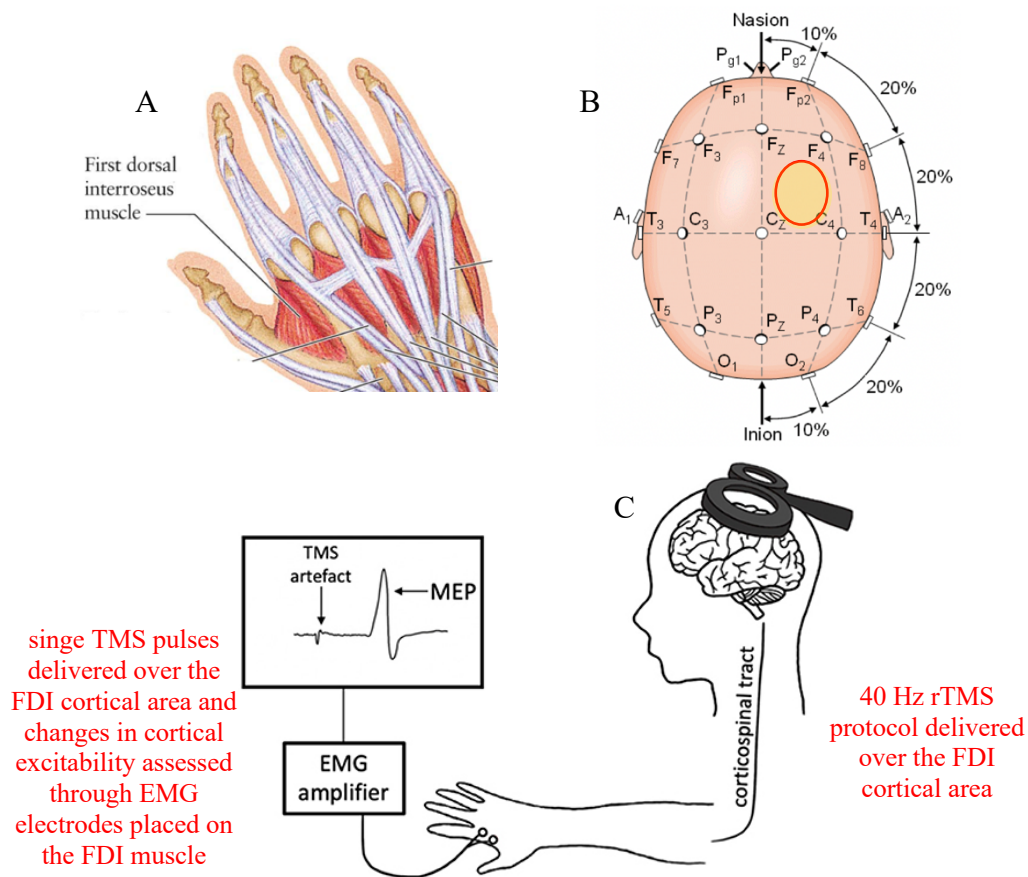 A
First dorsal
interroseus
muscle
B
Nasion
10%
20%
Pg1
Pg2
Fp1
Fp2
F7
F3
FZ
F4
F8
20%
A1
T3
C3
CZ
C4
T4
A2
20%
T5
P3
PZ
P4
T6
O1
O2
20%
Inion
10%
C
TMS
artefact
MEP
EMG
amplifier
corticospinal tract
singe TMS pulses
delivered over the
FDI cortical area and
changes in cortical
excitability assessed
through EMG
electrodes placed on
the FDI muscle
40 Hz rTMS
protocol delivered
over the FDI
cortical area